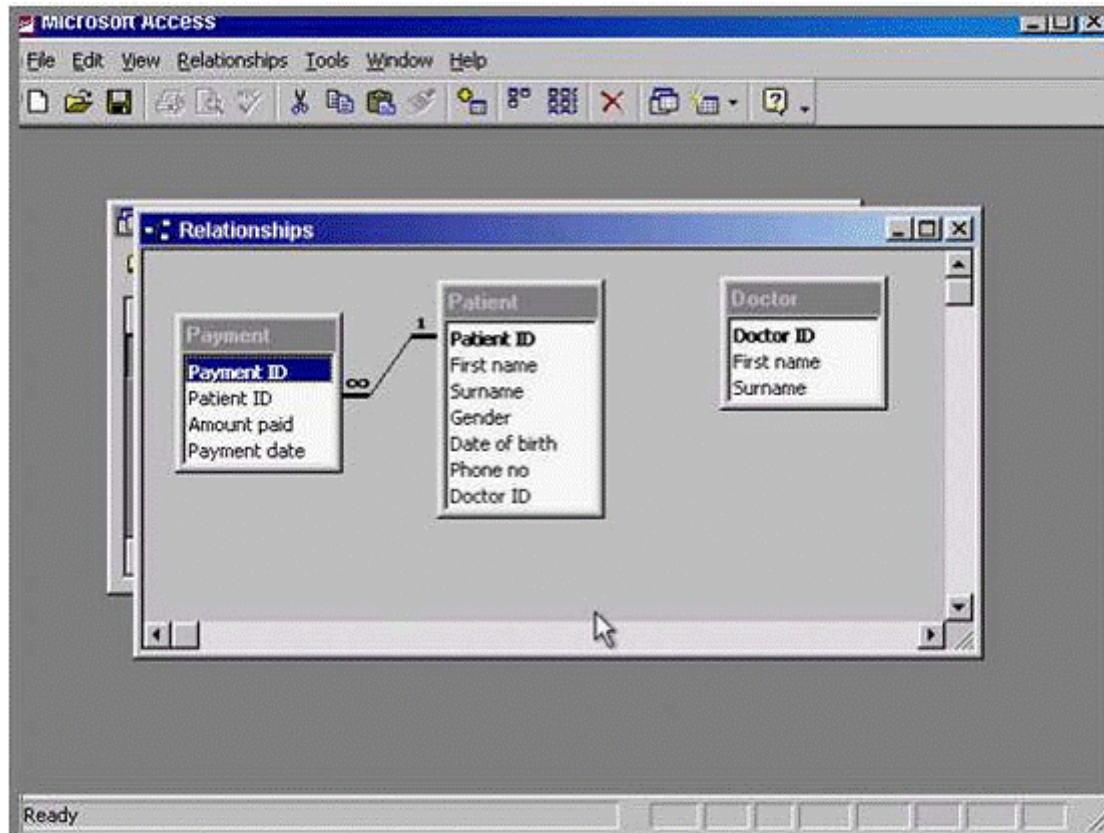 Microsoft Access
File Edit View Relationships Tools Window Help
Relationships
Payment
Payment ID
Patient ID
Amount paid
Payment date
∞
1
Patient
Patient ID
First name
Surname
Gender
Date of birth
Phone no
Doctor ID
Doctor
Doctor ID
First name
Surname
Ready